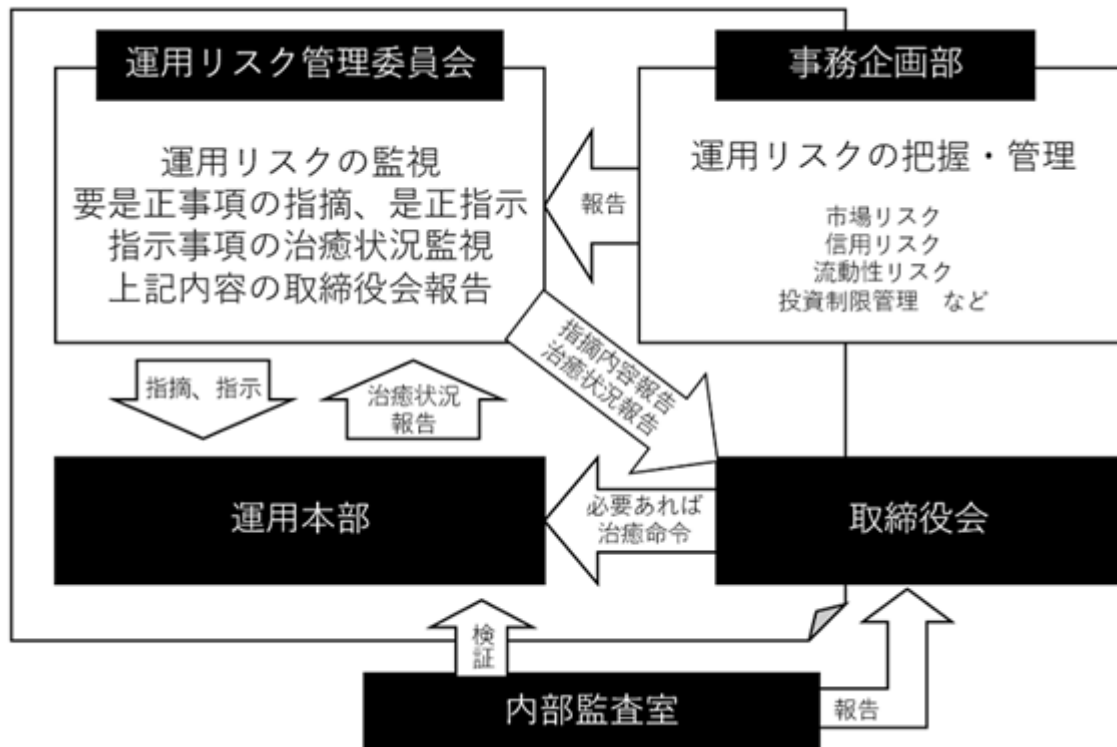 運用リスク管理委員会
運用リスクの監視
要是正事項の指摘、是正指示
指示事項の治癒状況監視
上記内容の取締役会報告
事務企画部
運用リスクの把握・管理
市場リスク
信用リスク
流動性リスク
投資制限管理　など
報告
指摘内容報告
治癒状況報告
指摘、指示
治癒状況
報告
運用本部
必要あれば
治癒命令
取締役会
検証
内部監査室
報告